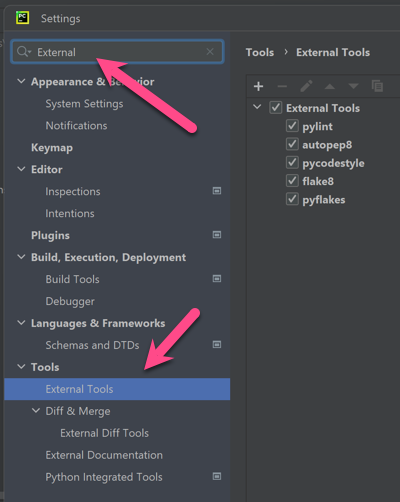 PC
Settings
External
Tools › External Tools
Appearance & Behavior
System Settings
Notifications
Keymap
Editor
Inspections
Intentions
Plugins
Build, Execution, Deployment
Build Tools
Debugger
Languages & Frameworks
Schemas and DTDs
Tools
External Tools
Diff & Merge
External Diff Tools
External Documentation
Python Integrated Tools
External Tools
pylint
autopep8
pycodestyle
flake8
pyflakes